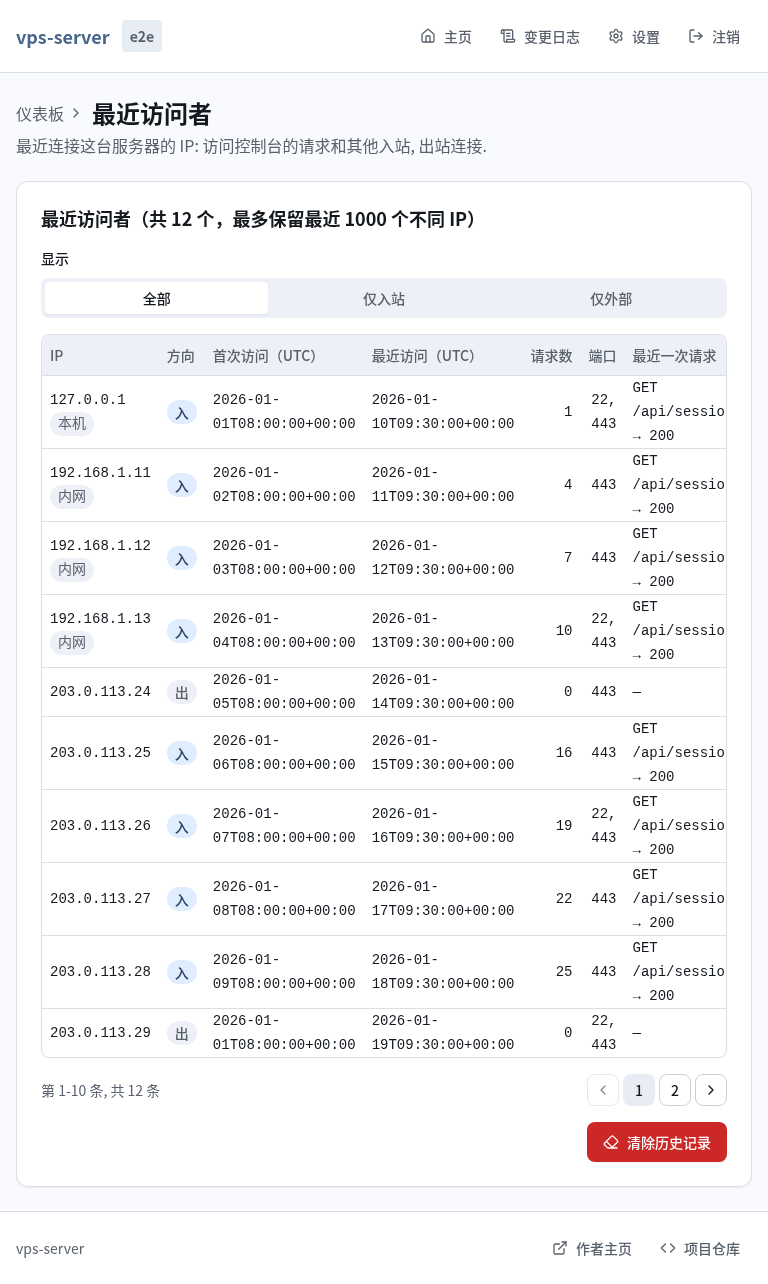 vps-server e2e 主页 变更日志 设置 注销
仪表板 > 最近访问者
最近连接这台服务器的 IP: 访问控制台的请求和其他入站, 出站连接.
最近访问者（共 12 个，最多保留最近 1000 个不同 IP）
显示
全部 仅入站 仅外部
IP 方向 首次访问（UTC） 最近访问（UTC） 请求数 端口 最近一次请求
127.0.0.1 本机 入 2026-01-01T08:00:00+00:00 2026-01-10T09:30:00+00:00 1 22, 443 GET /api/sessio → 200
192.168.1.11 内网 入 2026-01-02T08:00:00+00:00 2026-01-11T09:30:00+00:00 4 443 GET /api/sessio → 200
192.168.1.12 内网 入 2026-01-03T08:00:00+00:00 2026-01-12T09:30:00+00:00 7 443 GET /api/sessio → 200
192.168.1.13 内网 入 2026-01-04T08:00:00+00:00 2026-01-13T09:30:00+00:00 10 22, 443 GET /api/sessio → 200
203.0.113.24 出 2026-01-05T08:00:00+00:00 2026-01-14T09:30:00+00:00 0 443 —
203.0.113.25 入 2026-01-06T08:00:00+00:00 2026-01-15T09:30:00+00:00 16 443 GET /api/sessio → 200
203.0.113.26 入 2026-01-07T08:00:00+00:00 2026-01-16T09:30:00+00:00 19 22, 443 GET /api/sessio → 200
203.0.113.27 入 2026-01-08T08:00:00+00:00 2026-01-17T09:30:00+00:00 22 443 GET /api/sessio → 200
203.0.113.28 入 2026-01-09T08:00:00+00:00 2026-01-18T09:30:00+00:00 25 443 GET /api/sessio → 200
203.0.113.29 出 2026-01-01T08:00:00+00:00 2026-01-19T09:30:00+00:00 0 22, 443 —
第 1-10 条, 共 12 条 1 2
清除历史记录
vps-server 作者主页 项目仓库